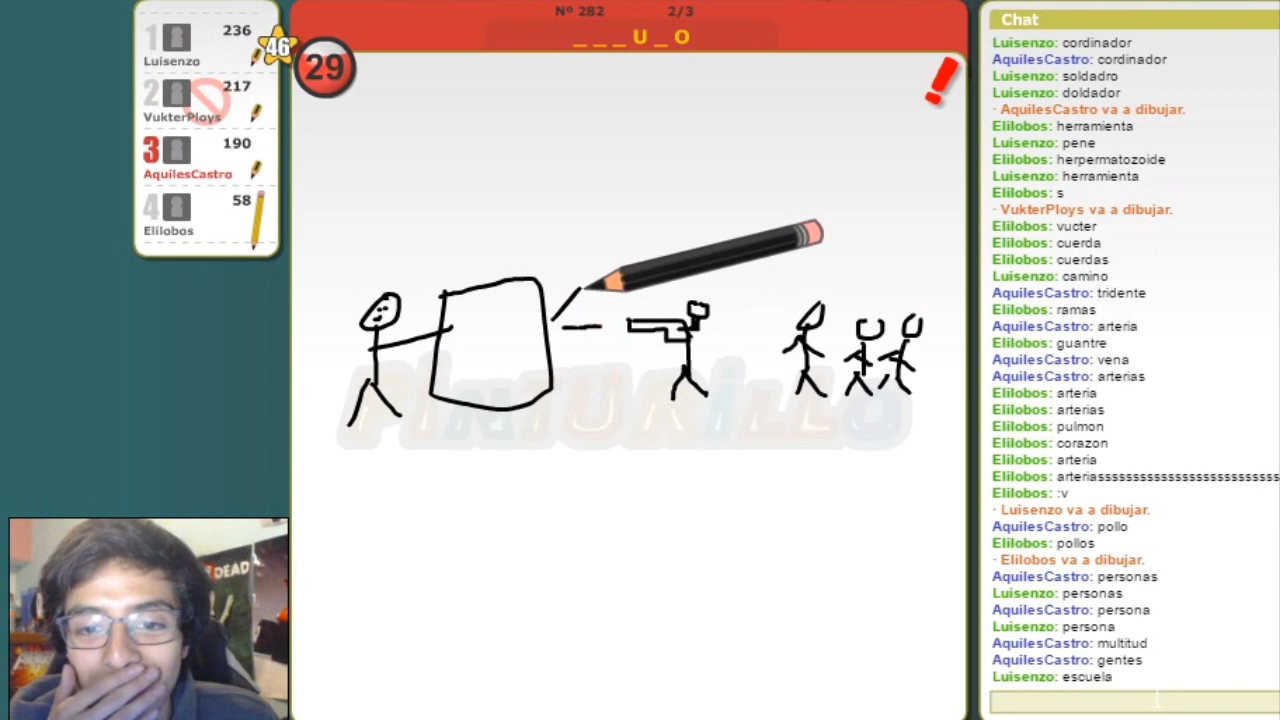 Nº 282 2/3
_ _ _ U _ O
29
1 236
Luisenzo
46
2 217
VukterPloys
3 190
AquilesCastro
4 58
Elilobos
PiNTURiLLO
DEAD
Chat
Luisenzo: cordinador
AquilesCastro: cordinador
Luisenzo: soldadro
Luisenzo: doldador
· AquilesCastro va a dibujar.
Elilobos: herramienta
Luisenzo: pene
Elilobos: herpermatozoide
Luisenzo: herramienta
Elilobos: s
· VukterPloys va a dibujar.
Elilobos: vucter
Elilobos: cuerda
Elilobos: cuerdas
Luisenzo: camino
AquilesCastro: tridente
Elilobos: ramas
AquilesCastro: arteria
Elilobos: guantre
AquilesCastro: vena
AquilesCastro: arterias
Elilobos: arteria
Elilobos: arterias
Elilobos: pulmon
Elilobos: corazon
Elilobos: arteria
Elilobos: arteriassssssssssssssssssssssssssss
Elilobos: :v
· Luisenzo va a dibujar.
AquilesCastro: pollo
Elilobos: pollos
· Elilobos va a dibujar.
AquilesCastro: personas
Luisenzo: personas
AquilesCastro: persona
Luisenzo: persona
AquilesCastro: multitud
AquilesCastro: gentes
Luisenzo: escuela